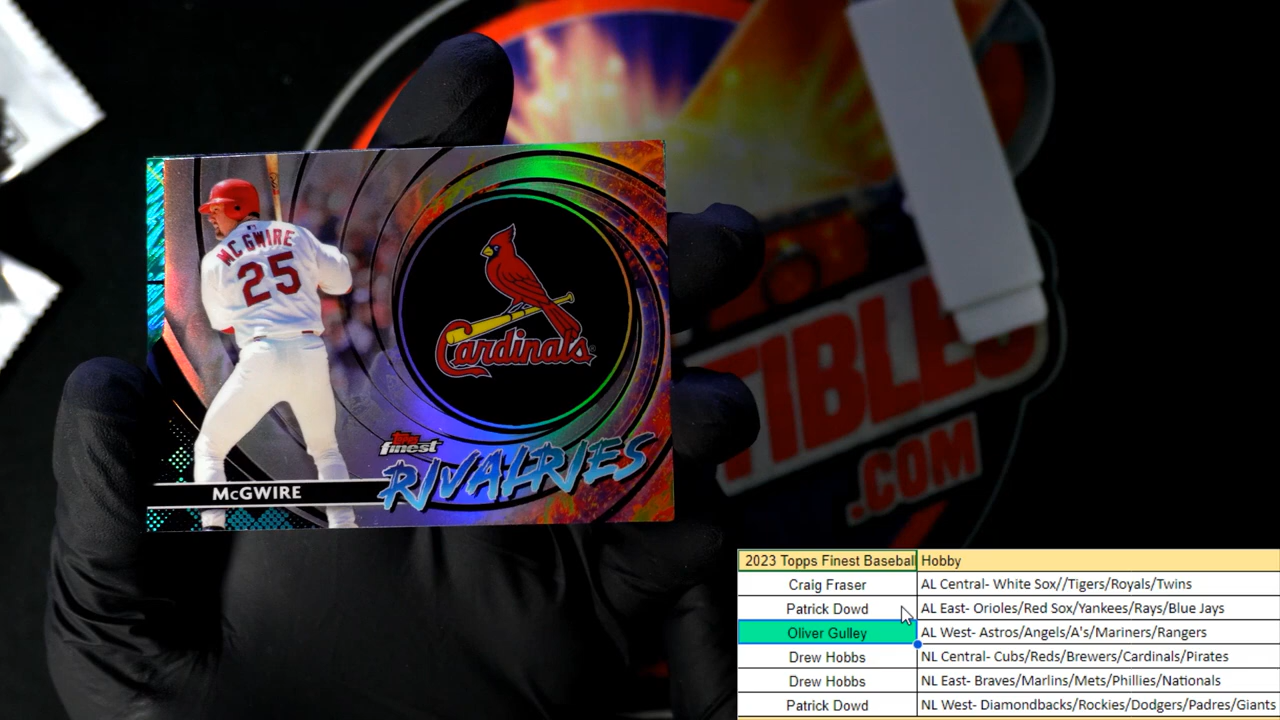 MCGWIRE
25
Cardinals
Topps
finest
RIVALRIES
McGWIRE
TIBLES
.COM
2023 Topps Finest Baseball Hobby
Craig Fraser AL Central- White Sox//Tigers/Royals/Twins
Patrick Dowd AL East- Orioles/Red Sox/Yankees/Rays/Blue Jays
Oliver Gulley AL West- Astros/Angels/A's/Mariners/Rangers
Drew Hobbs NL Central- Cubs/Reds/Brewers/Cardinals/Pirates
Drew Hobbs NL East- Braves/Marlins/Mets/Phillies/Nationals
Patrick Dowd NL West- Diamondbacks/Rockies/Dodgers/Padres/Giants